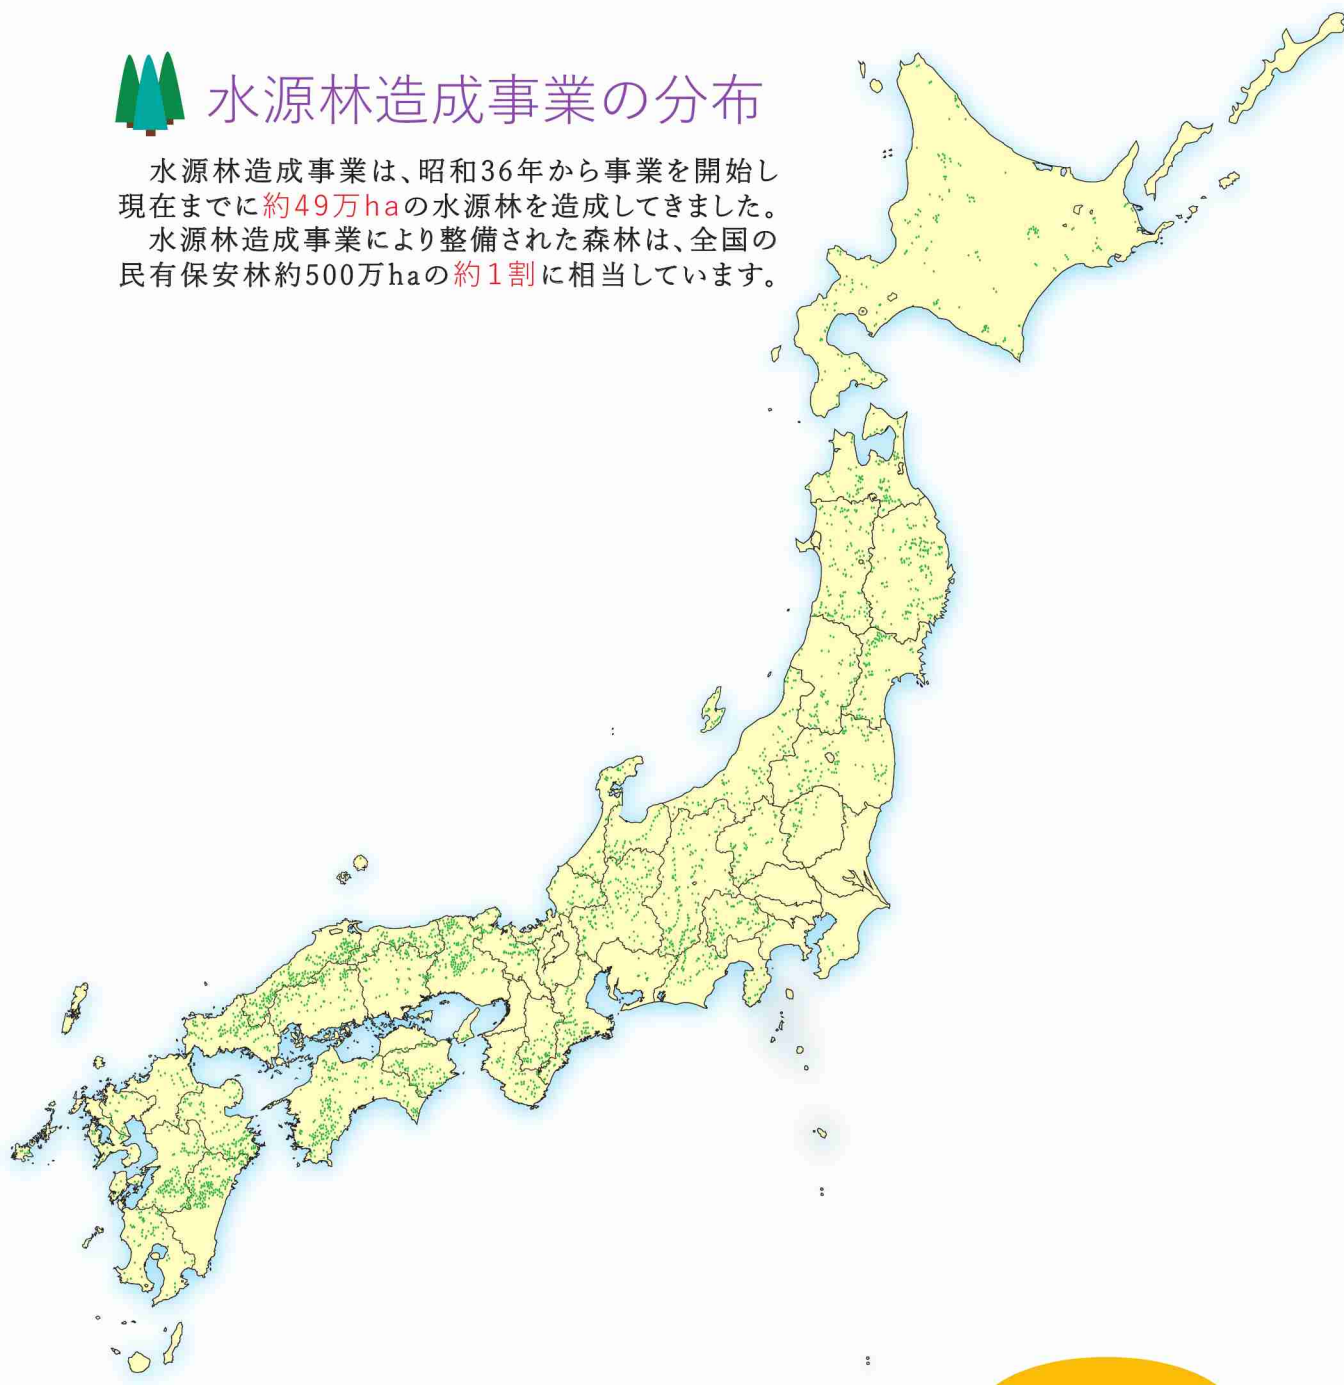 水源林造成事業の分布
水源林造成事業は、昭和36年から事業を開始し
現在までに約49万haの水源林を造成してきました。
水源林造成事業により整備された森林は、全国の
民有保安林約500万haの約1割に相当しています。